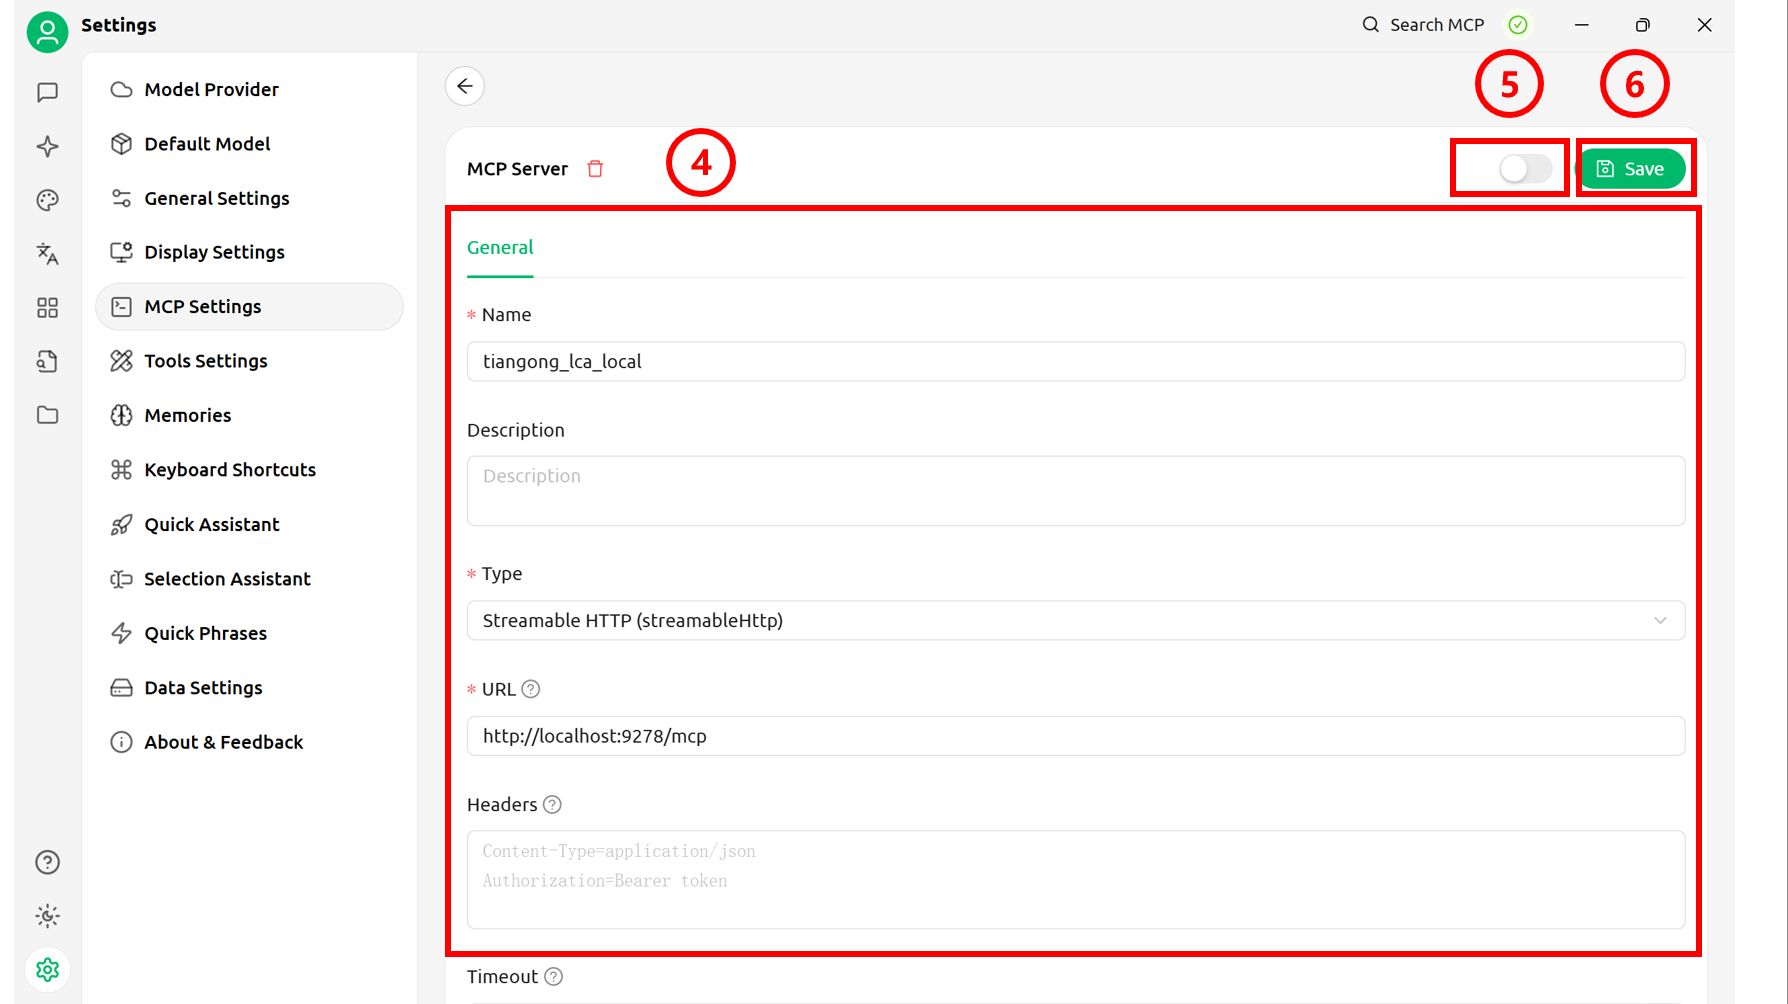 Settings
Search MCP
Model Provider
Default Model
General Settings
Display Settings
MCP Settings
Tools Settings
Memories
Keyboard Shortcuts
Quick Assistant
Selection Assistant
Quick Phrases
Data Settings
About & Feedback
5
6
4
MCP Server
Save
General
* Name
tiangong_lca_local
Description
Description
* Type
Streamable HTTP (streamableHttp)
* URL
http://localhost:9278/mcp
Headers
Content-Type=application/json
Authorization=Bearer token
Timeout